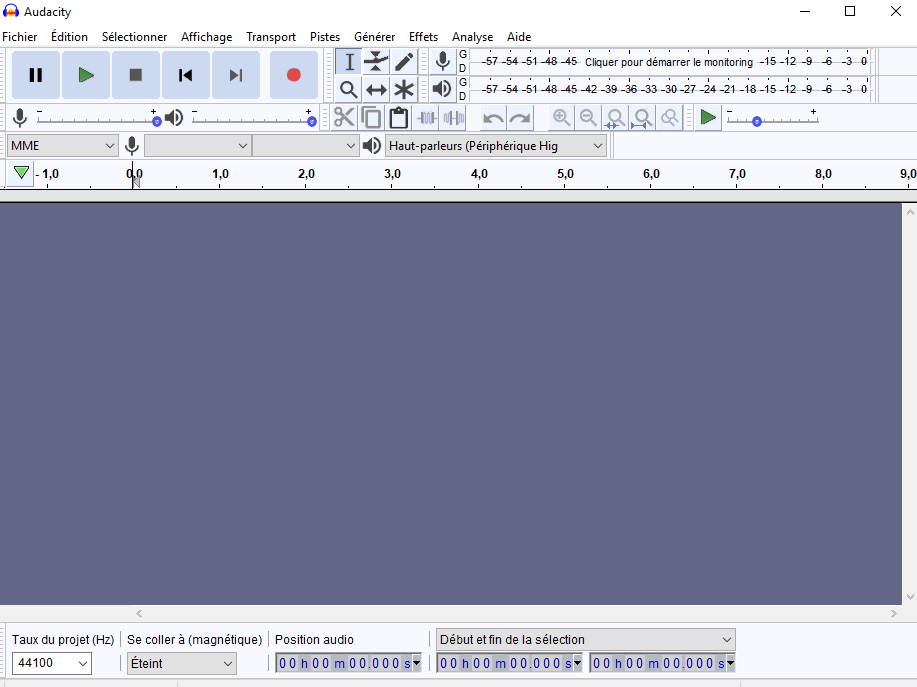 Audacity
Fichier Édition Sélectionner Affichage Transport Pistes Générer Effets Analyse Aide
G
D
-57 -54 -51 -48 -45 Cliquer pour démarrer le monitoring -15 -12 -9 -6 -3 0
G
D
-57 -54 -51 -48 -45 -42 -39 -36 -33 -30 -27 -24 -21 -18 -15 -12 -9 -6 -3 0
- + - + - +
MME Haut-parleurs (Périphérique Hig
- 1,0 0,0 1,0 2,0 3,0 4,0 5,0 6,0 7,0 8,0 9,0
Taux du projet (Hz) Se coller à (magnétique) Position audio Début et fin de la sélection
44100 Éteint 00 h 00 m 00.000 s 00 h 00 m 00.000 s 00 h 00 m 00.000 s